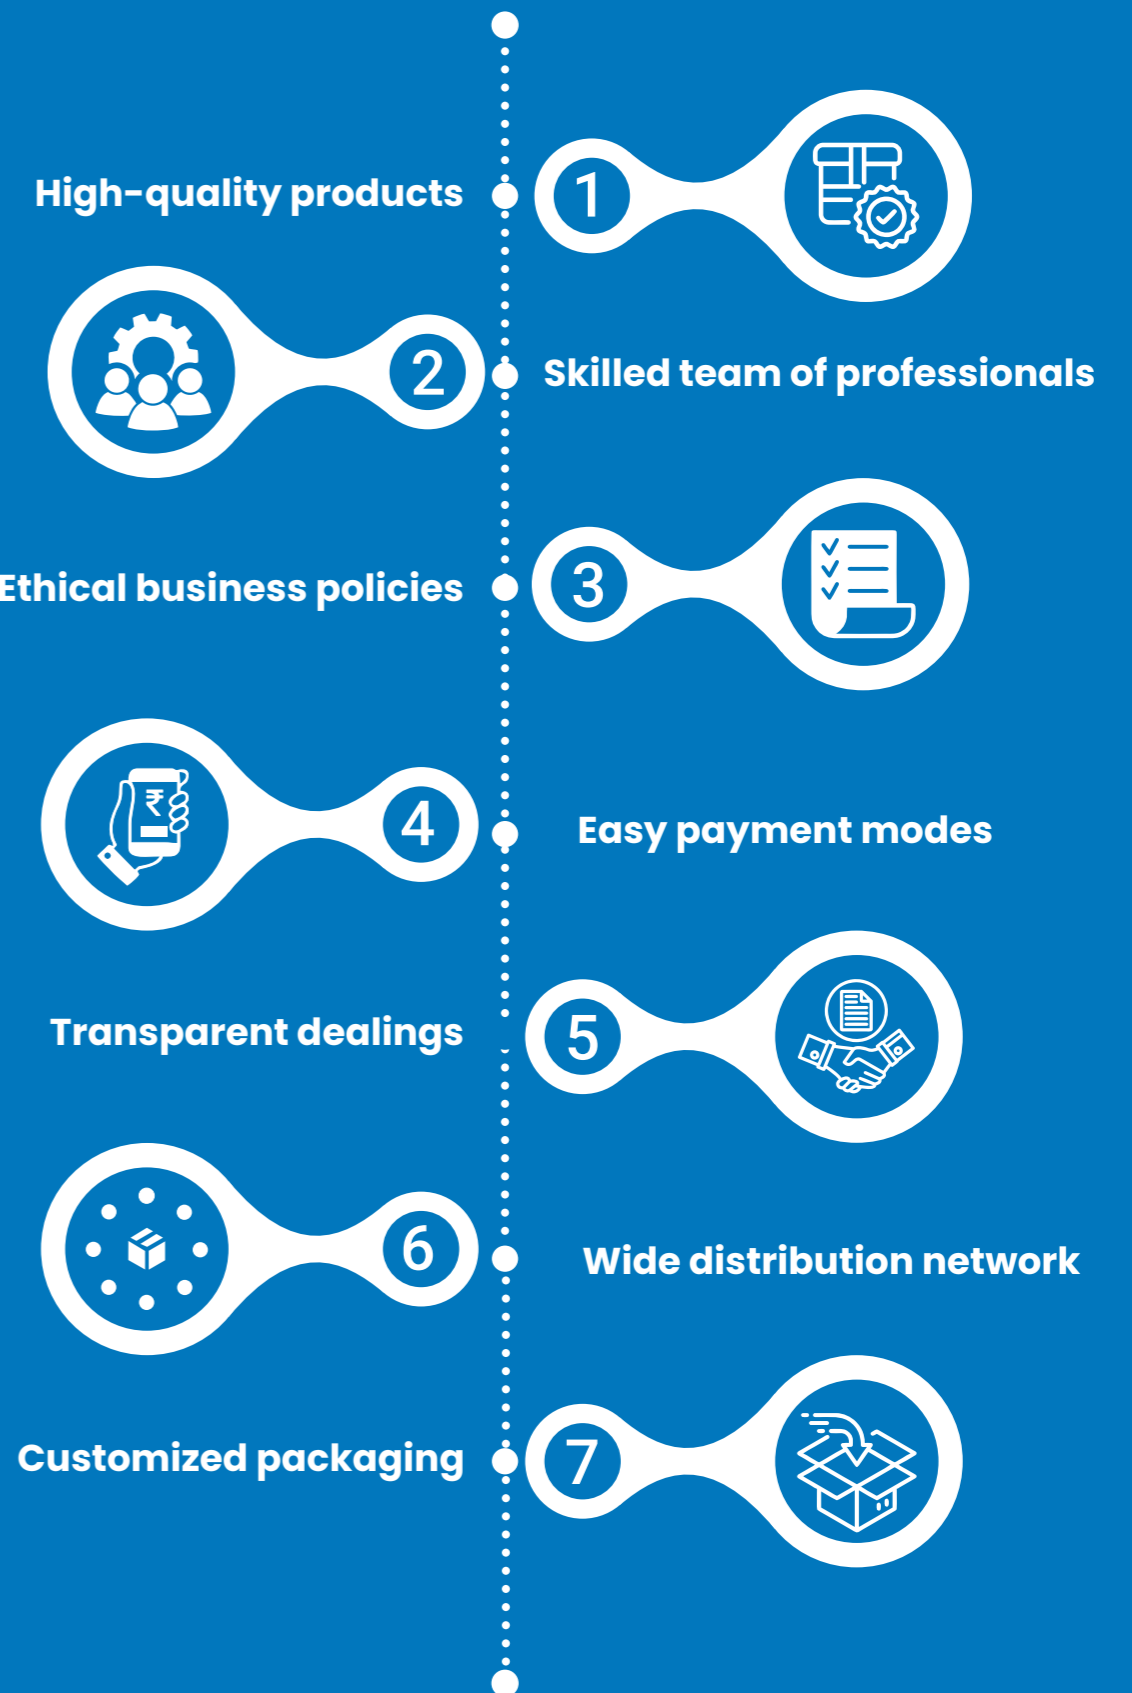 High-quality products
1
2
Skilled team of professionals
Ethical business policies
3
₹
4
Easy payment modes
Transparent dealings
5
6
Wide distribution network
Customized packaging
7